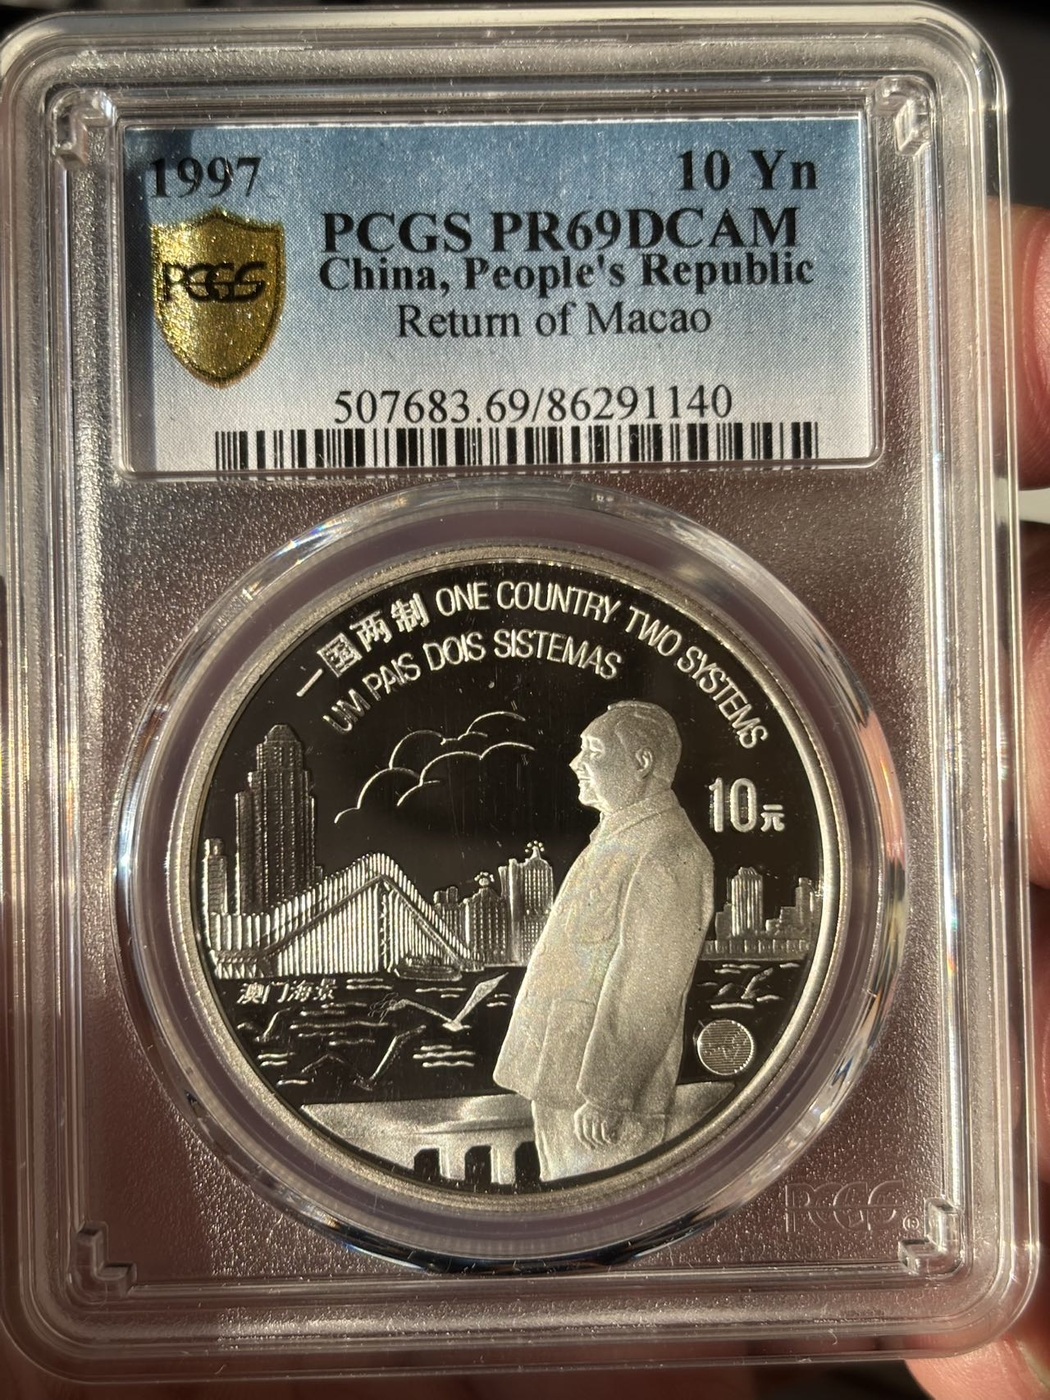 1997 10 Yn
PCGS PR69DCAM
PCGS
China, People's Republic
Return of Macao
507683.69/86291140
一国两制 ONE COUNTRY TWO SYSTEMS
UM PAIS DOIS SISTEMAS
10元
澳门海景
PCGS®